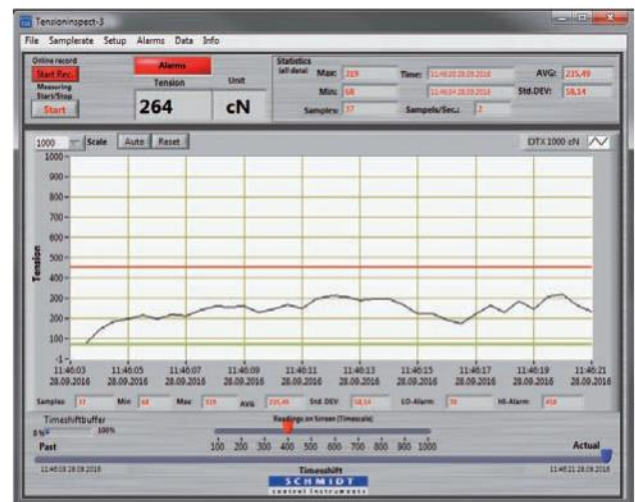 Tensioninspect-3
File Samplerate Setup Alarms Data Info
Online record
Start Rec.
Measuring
Start/Stop
Start
Alarms
Tension
Unit
264
cN
Statistics
(all data)
Max: 319
Time: 11:46:20 28.09.2016
AVG: 235,49
Min: 68
11:46:04 28.09.2016
Std.DEV: 58,14
Samples: 37
Sampels/Sec.: 2
1000 Scale Auto Reset
DTX 1000 cN
Tension
1000
900
800
700
600
500
400
300
200
100
-1
11:46:03 11:46:05 11:46:07 11:46:09 11:46:11 11:46:13 11:46:15 11:46:17 11:46:19 11:46:21
28.09.2016 28.09.2016 28.09.2016 28.09.2016 28.09.2016 28.09.2016 28.09.2016 28.09.2016 28.09.2016 28.09.2016
Samples 37 Min 68 Max 319 AVG 235,49 Std DEV 58,14 LO-Alarm 70 HI-Alarm 450
Timeshiftbuffer
0 % 100%
Readings on Screen (Timescale)
100 200 300 400 500 600 700 800 900 1000
Past
Actual
11:46:03 28.09.2016
Timesshift
11:46:21 28.09.2016
SCHMIDT
control instruments